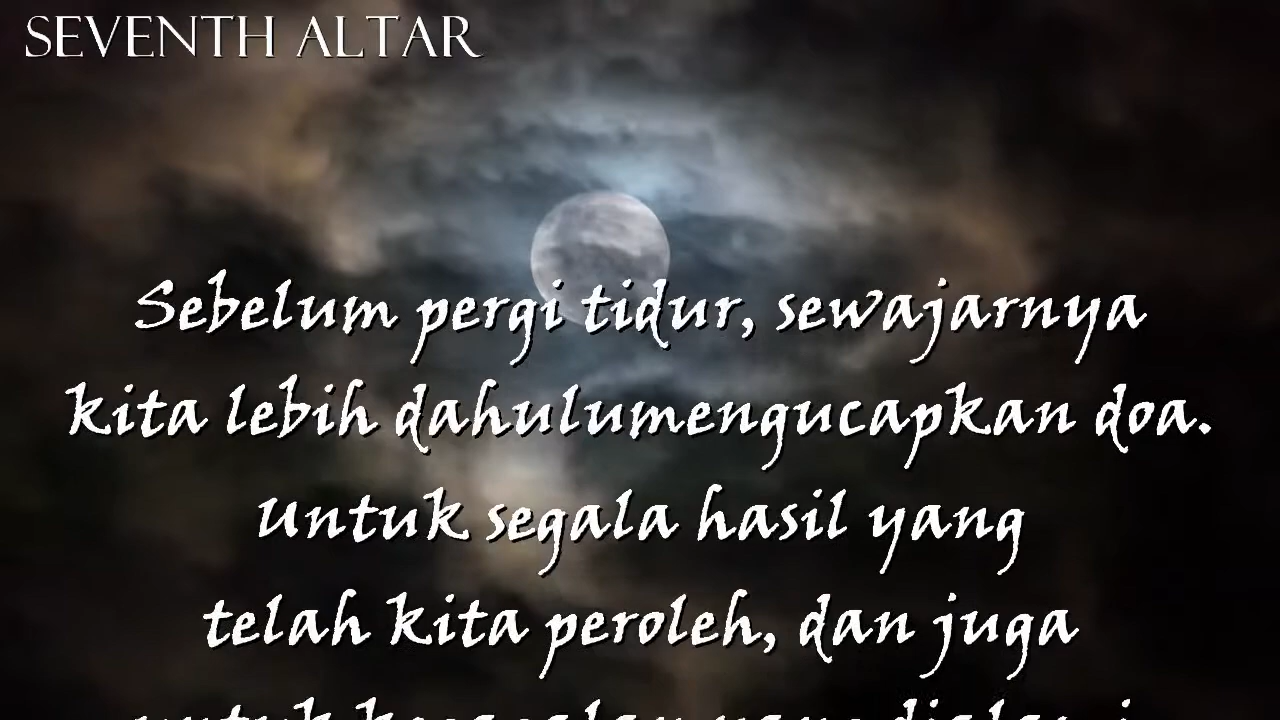 SEVENTH ALTAR
Sebelum pergi tidur, sewajarnya
kita lebih dahulumengucapkan doa.
Untuk segala hasil yang
telah kita peroleh, dan juga
untuk